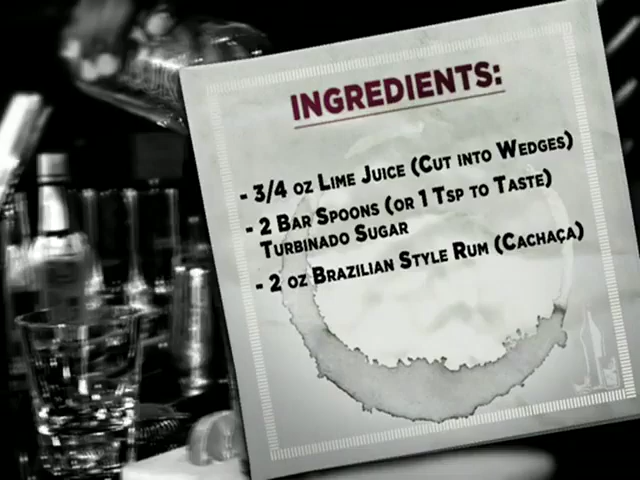 INGREDIENTS:
- 3/4 oz Lime Juice (Cut into Wedges)
- 2 Bar Spoons (or 1 Tsp to Taste)
Turbinado Sugar
- 2 oz Brazilian Style Rum (Cachaça)